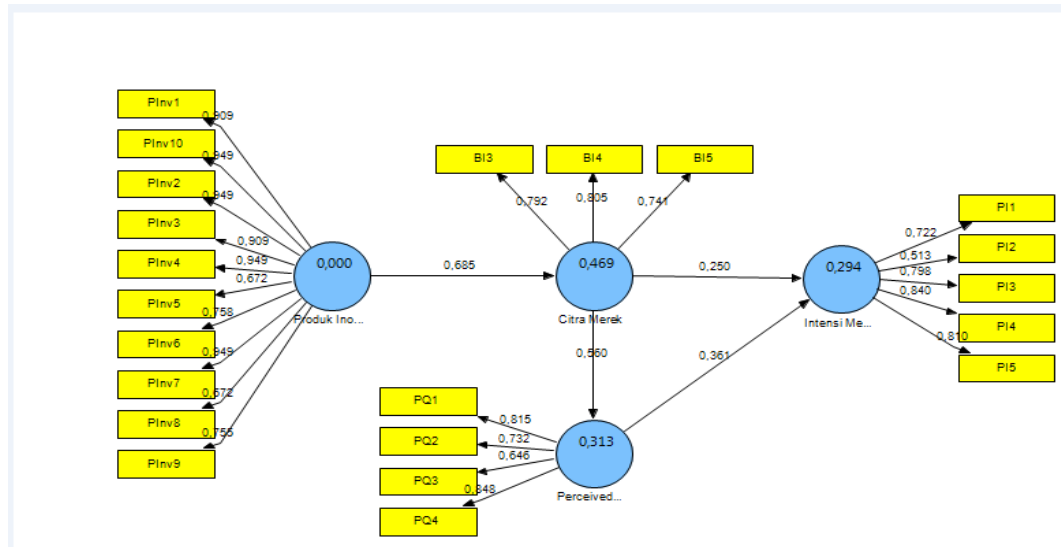 PInv1
0,909
PInv10
0,949
PInv2
0,949
PInv3
0,909
PInv4
0,949
PInv5
0,672
PInv6
0,758
PInv7
0,949
PInv8
0,672
PInv9
0,755
0,000
Produk Ino...
0,685
BI3
BI4
BI5
0,792
0,805
0,741
0,469
Citra Merek
0,250
0,560
0,361
PQ1
0,815
PQ2
0,732
PQ3
0,646
PQ4
0,848
0,313
Perceived...
0,294
Intensi Me...
PI1
0,722
PI2
0,513
PI3
0,798
PI4
0,840
PI5
0,810